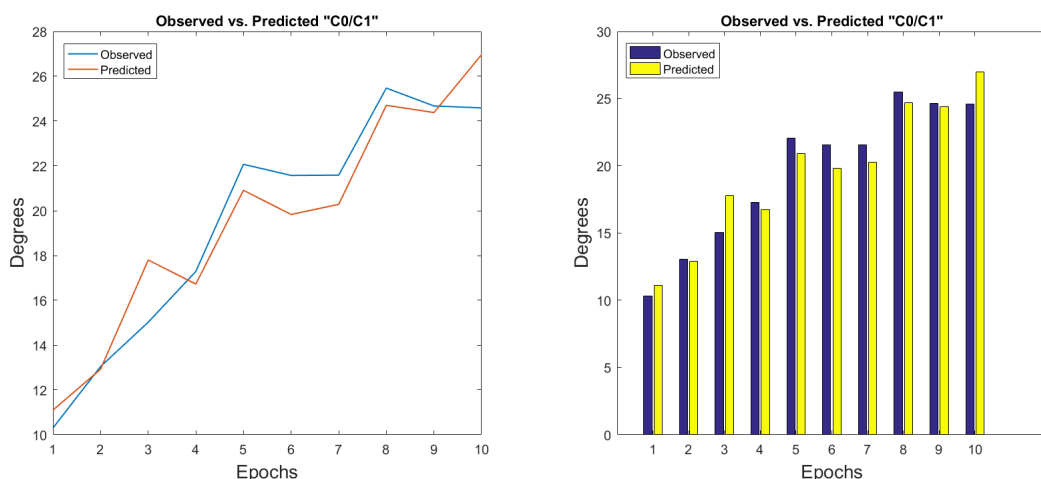 Observed vs. Predicted "C0/C1"
28
26
24
22
20
18
16
14
12
10
Degrees
Observed
Predicted
1 2 3 4 5 6 7 8 9 10
Epochs
Observed vs. Predicted "C0/C1"
30
25
20
15
10
5
0
Degrees
Observed
Predicted
1 2 3 4 5 6 7 8 9 10
Epochs